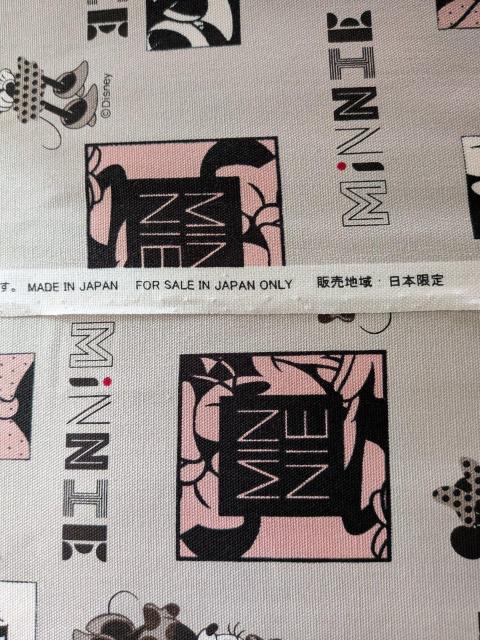 ©Disney
MINNIE
MIN
NIE
す。 MADE IN JAPAN FOR SALE IN JAPAN ONLY 販売地域・日本限定
MINNIE
MIN
NIE